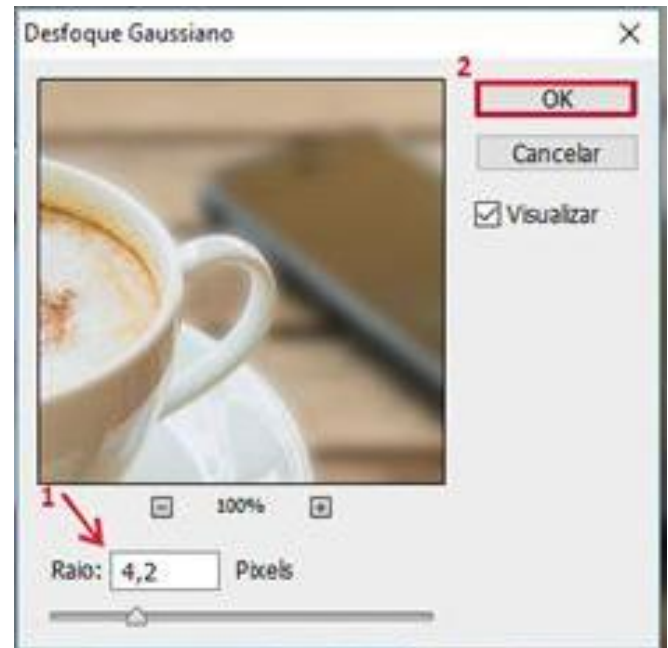 Desfoque Gaussiano
2
OK
Cancelar
Visualizar
1
100%
Raio: 4,2 Pixels